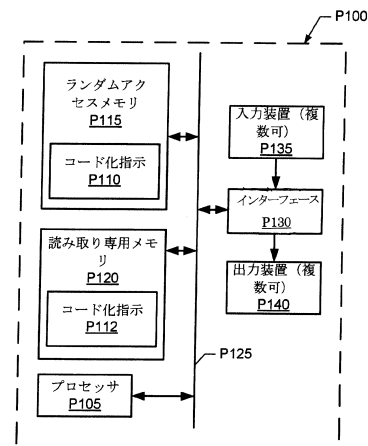 P100
ランダムアク
セスメモリ
P115
コード化指示
P110
読み取り専用メモ
リ
P120
コード化指示
P112
プロセッサ
P105
入力装置（複
数可）
P135
インターフェース
P130
出力装置（複
数可）
P140
P125